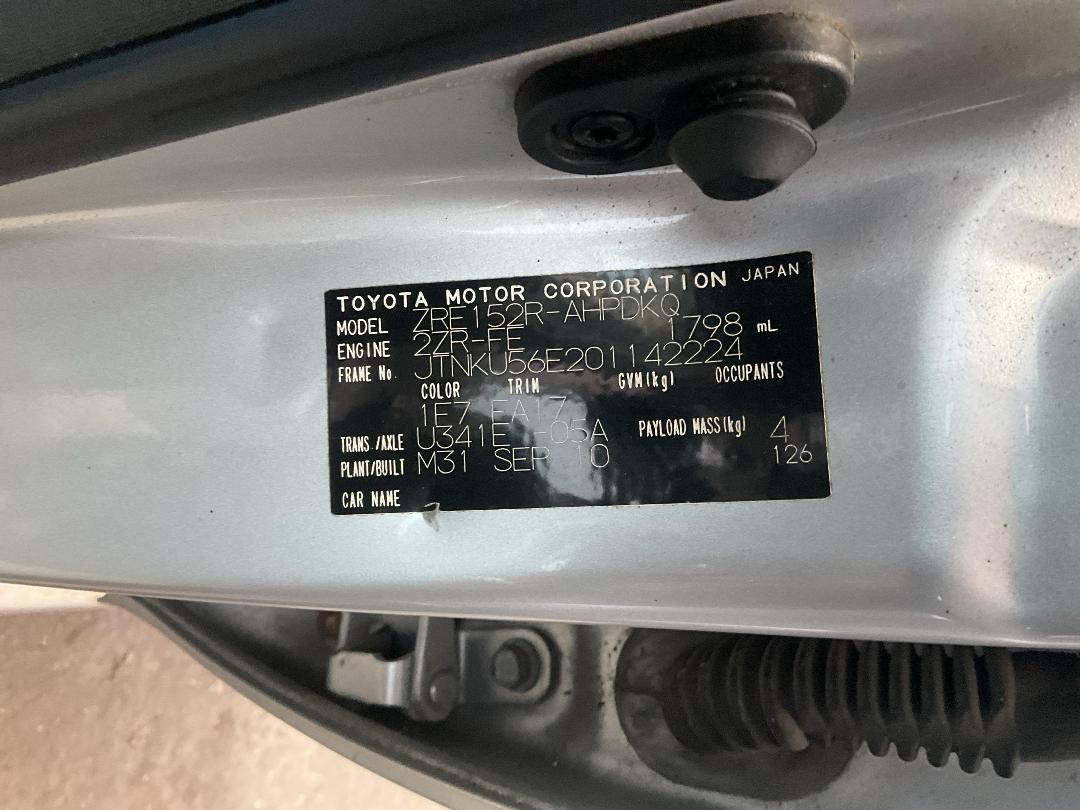 TOYOTA MOTOR CORPORATION JAPAN
MODEL ZRE152R-AHPDKQ
ENGINE 2ZR-FE 1798 mL
FRAME No. JTNKU56E201142224
COLOR TRIM GVM(kg) OCCUPANTS
1E7 EA17
TRANS./AXLE U341E -05A PAYLOAD MASS(kg) 4
PLANT/BUILT M31 SEP 10 126
CAR NAME